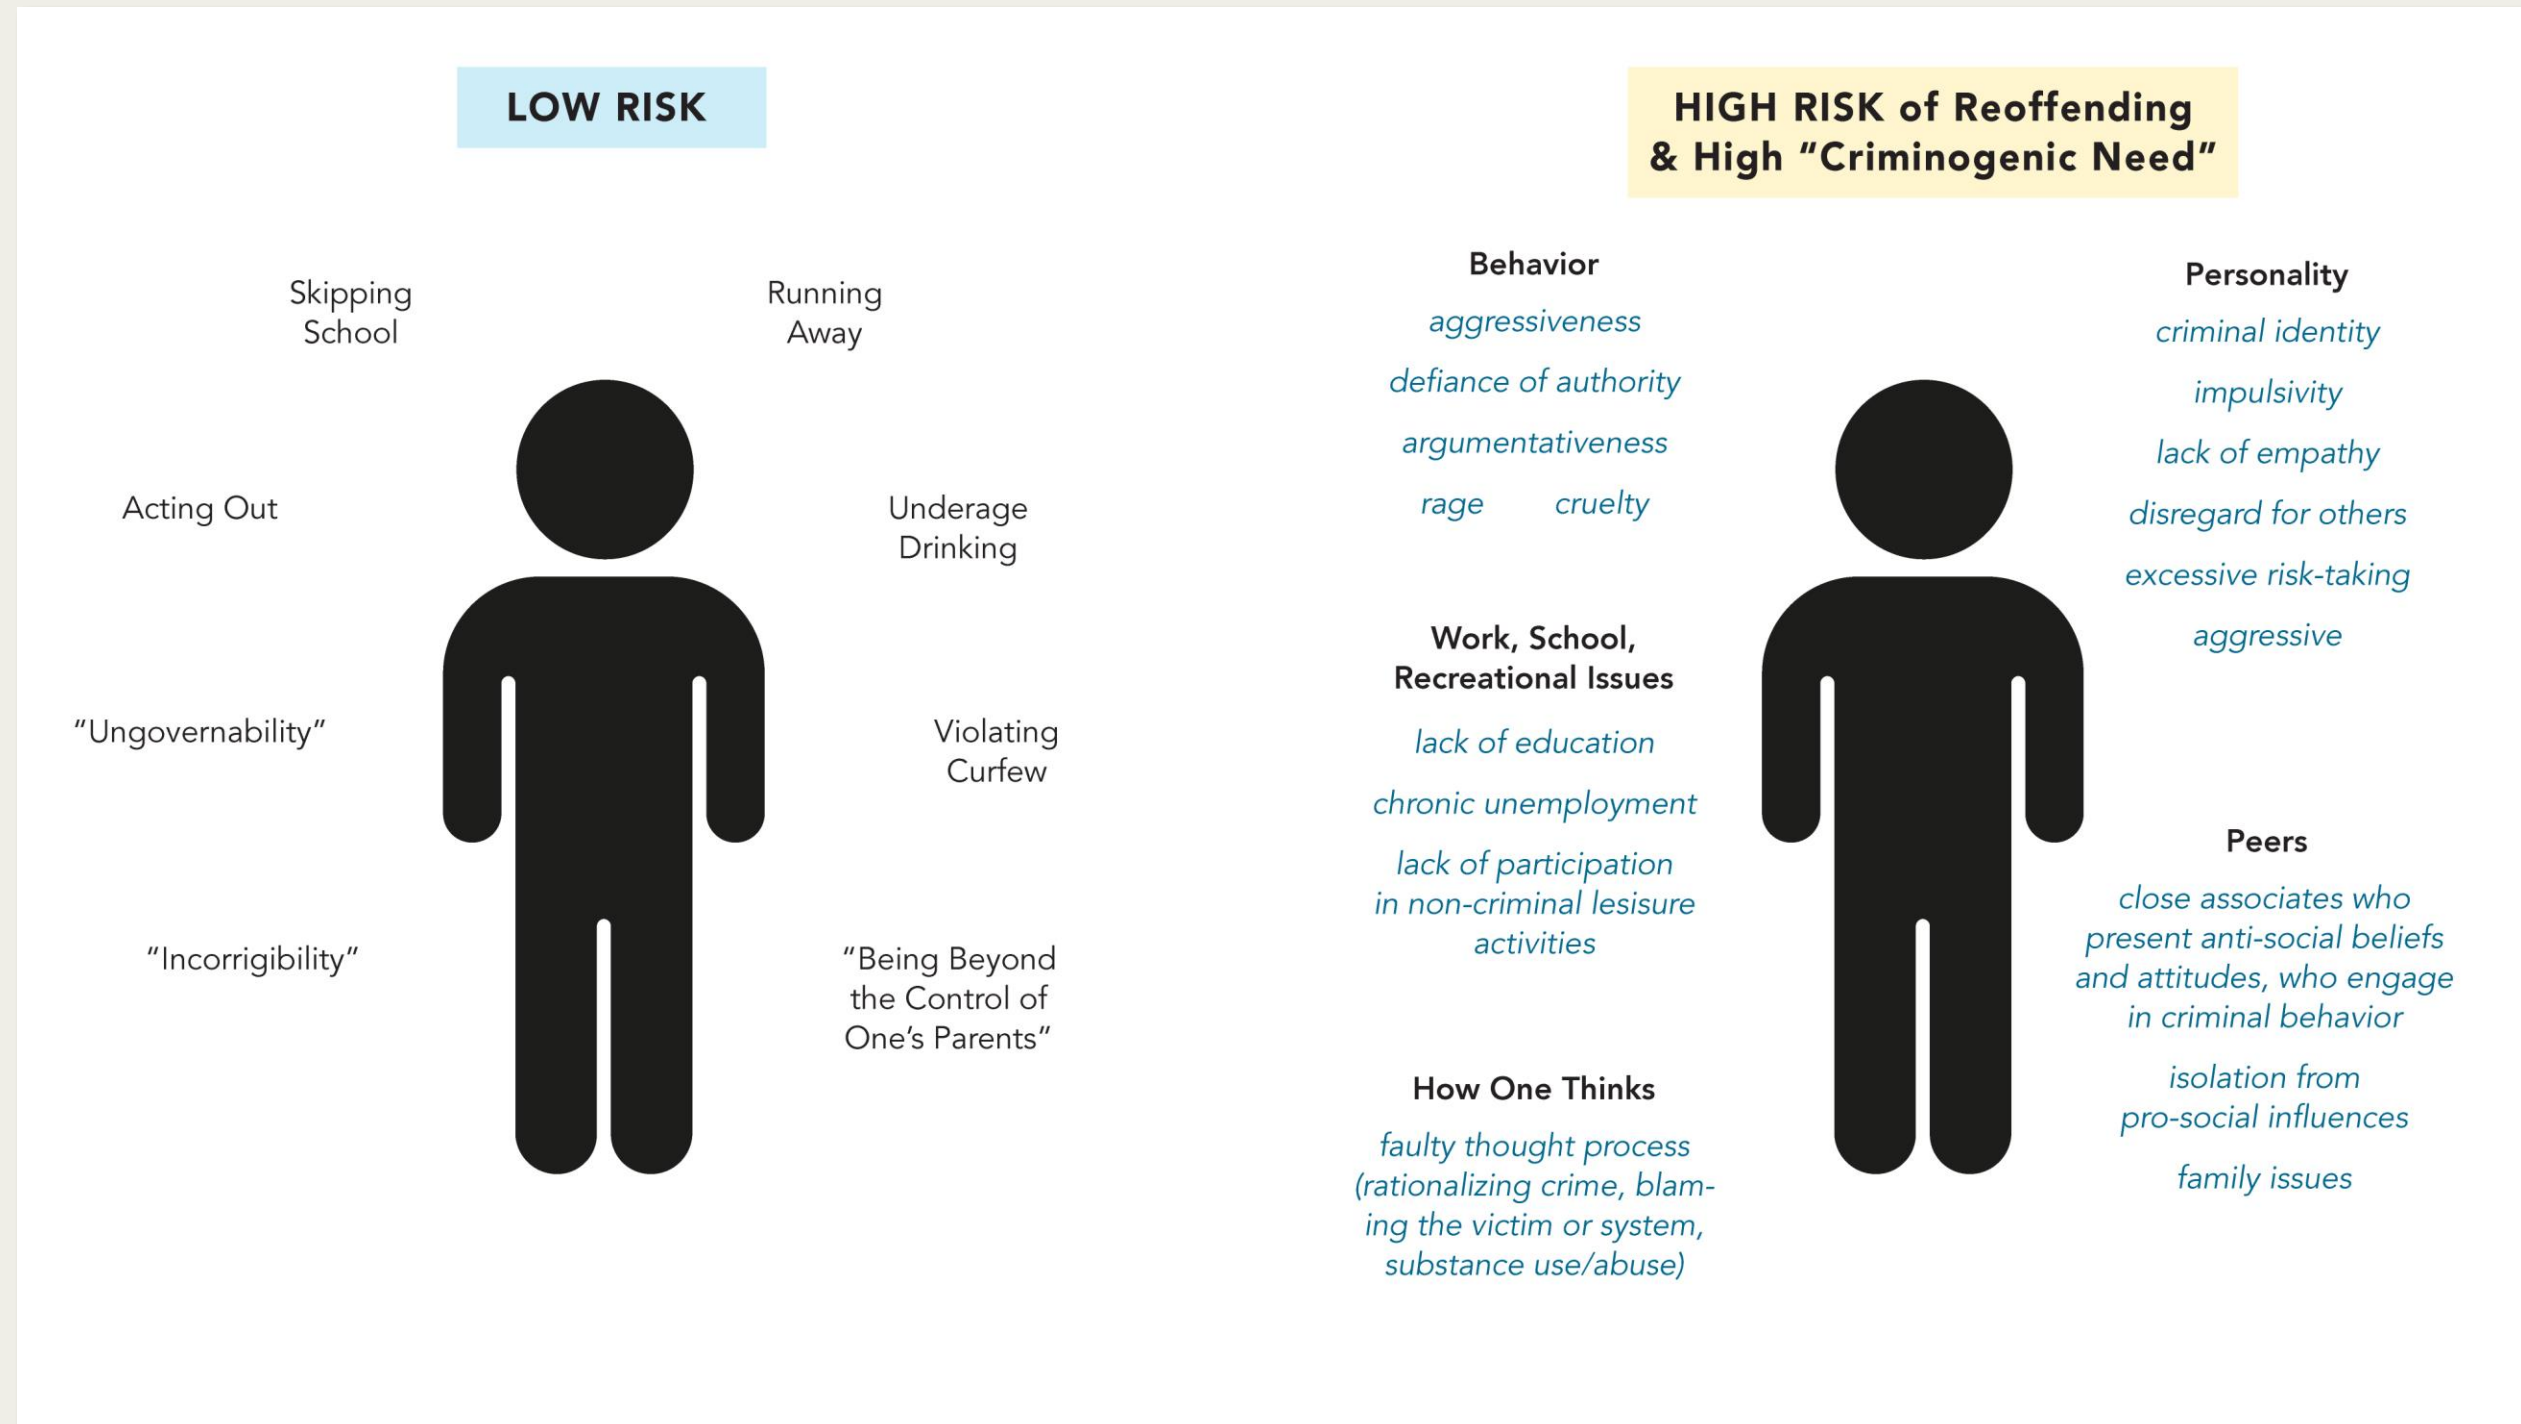 LOW RISK
Skipping
School
Running
Away
Acting Out
Underage
Drinking
“Ungovernability”
Violating
Curfew
“Incorrigibility”
“Being Beyond
the Control of
One’s Parents”
HIGH RISK of Reoffending
& High “Criminogenic Need”
Behavior
aggressiveness
defiance of authority
argumentativeness
rage cruelty
Work, School,
Recreational Issues
lack of education
chronic unemployment
lack of participation
in non-criminal lesisure
activities
How One Thinks
faulty thought process
(rationalizing crime, blam-
ing the victim or system,
substance use/abuse)
Personality
criminal identity
impulsivity
lack of empathy
disregard for others
excessive risk-taking
aggressive
Peers
close associates who
present anti-social beliefs
and attitudes, who engage
in criminal behavior
isolation from
pro-social influences
family issues